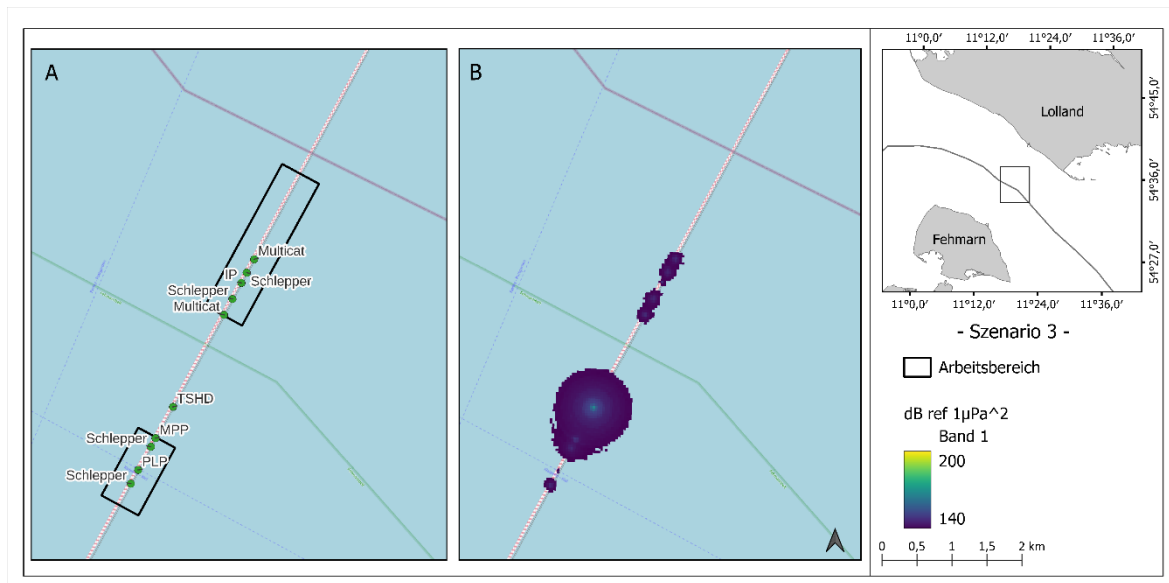 A
Multicat
IP
Schlepper
Schlepper
Multicat
TSHD
MPP
Schlepper
PLP
Schlepper
B
11°0,0′ 11°12,0′ 11°24,0′ 11°36,0′
54°45,0′
Lolland
54°36,0′
Fehmarn
54°27,0′
11°0,0′ 11°12,0′ 11°24,0′ 11°36,0′
- Szenario 3 -
Arbeitsbereich
dB ref 1µPa^2
Band 1
200
140
0 0,5 1 1,5 2 km